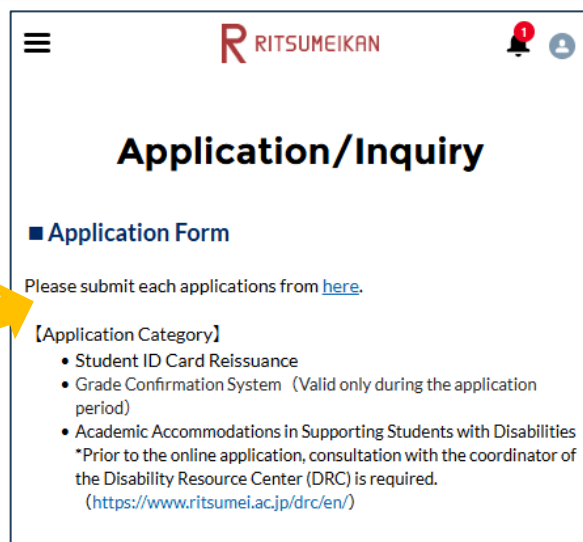 RITSUMEIKAN
1
Application/Inquiry
■ Application Form
Please submit each applications from here.
【Application Category】
• Student ID Card Reissuance
• Grade Confirmation System（Valid only during the application
period）
• Academic Accommodations in Supporting Students with Disabilities
*Prior to the online application, consultation with the coordinator of
the Disability Resource Center (DRC) is required.
（https://www.ritsumei.ac.jp/drc/en/）